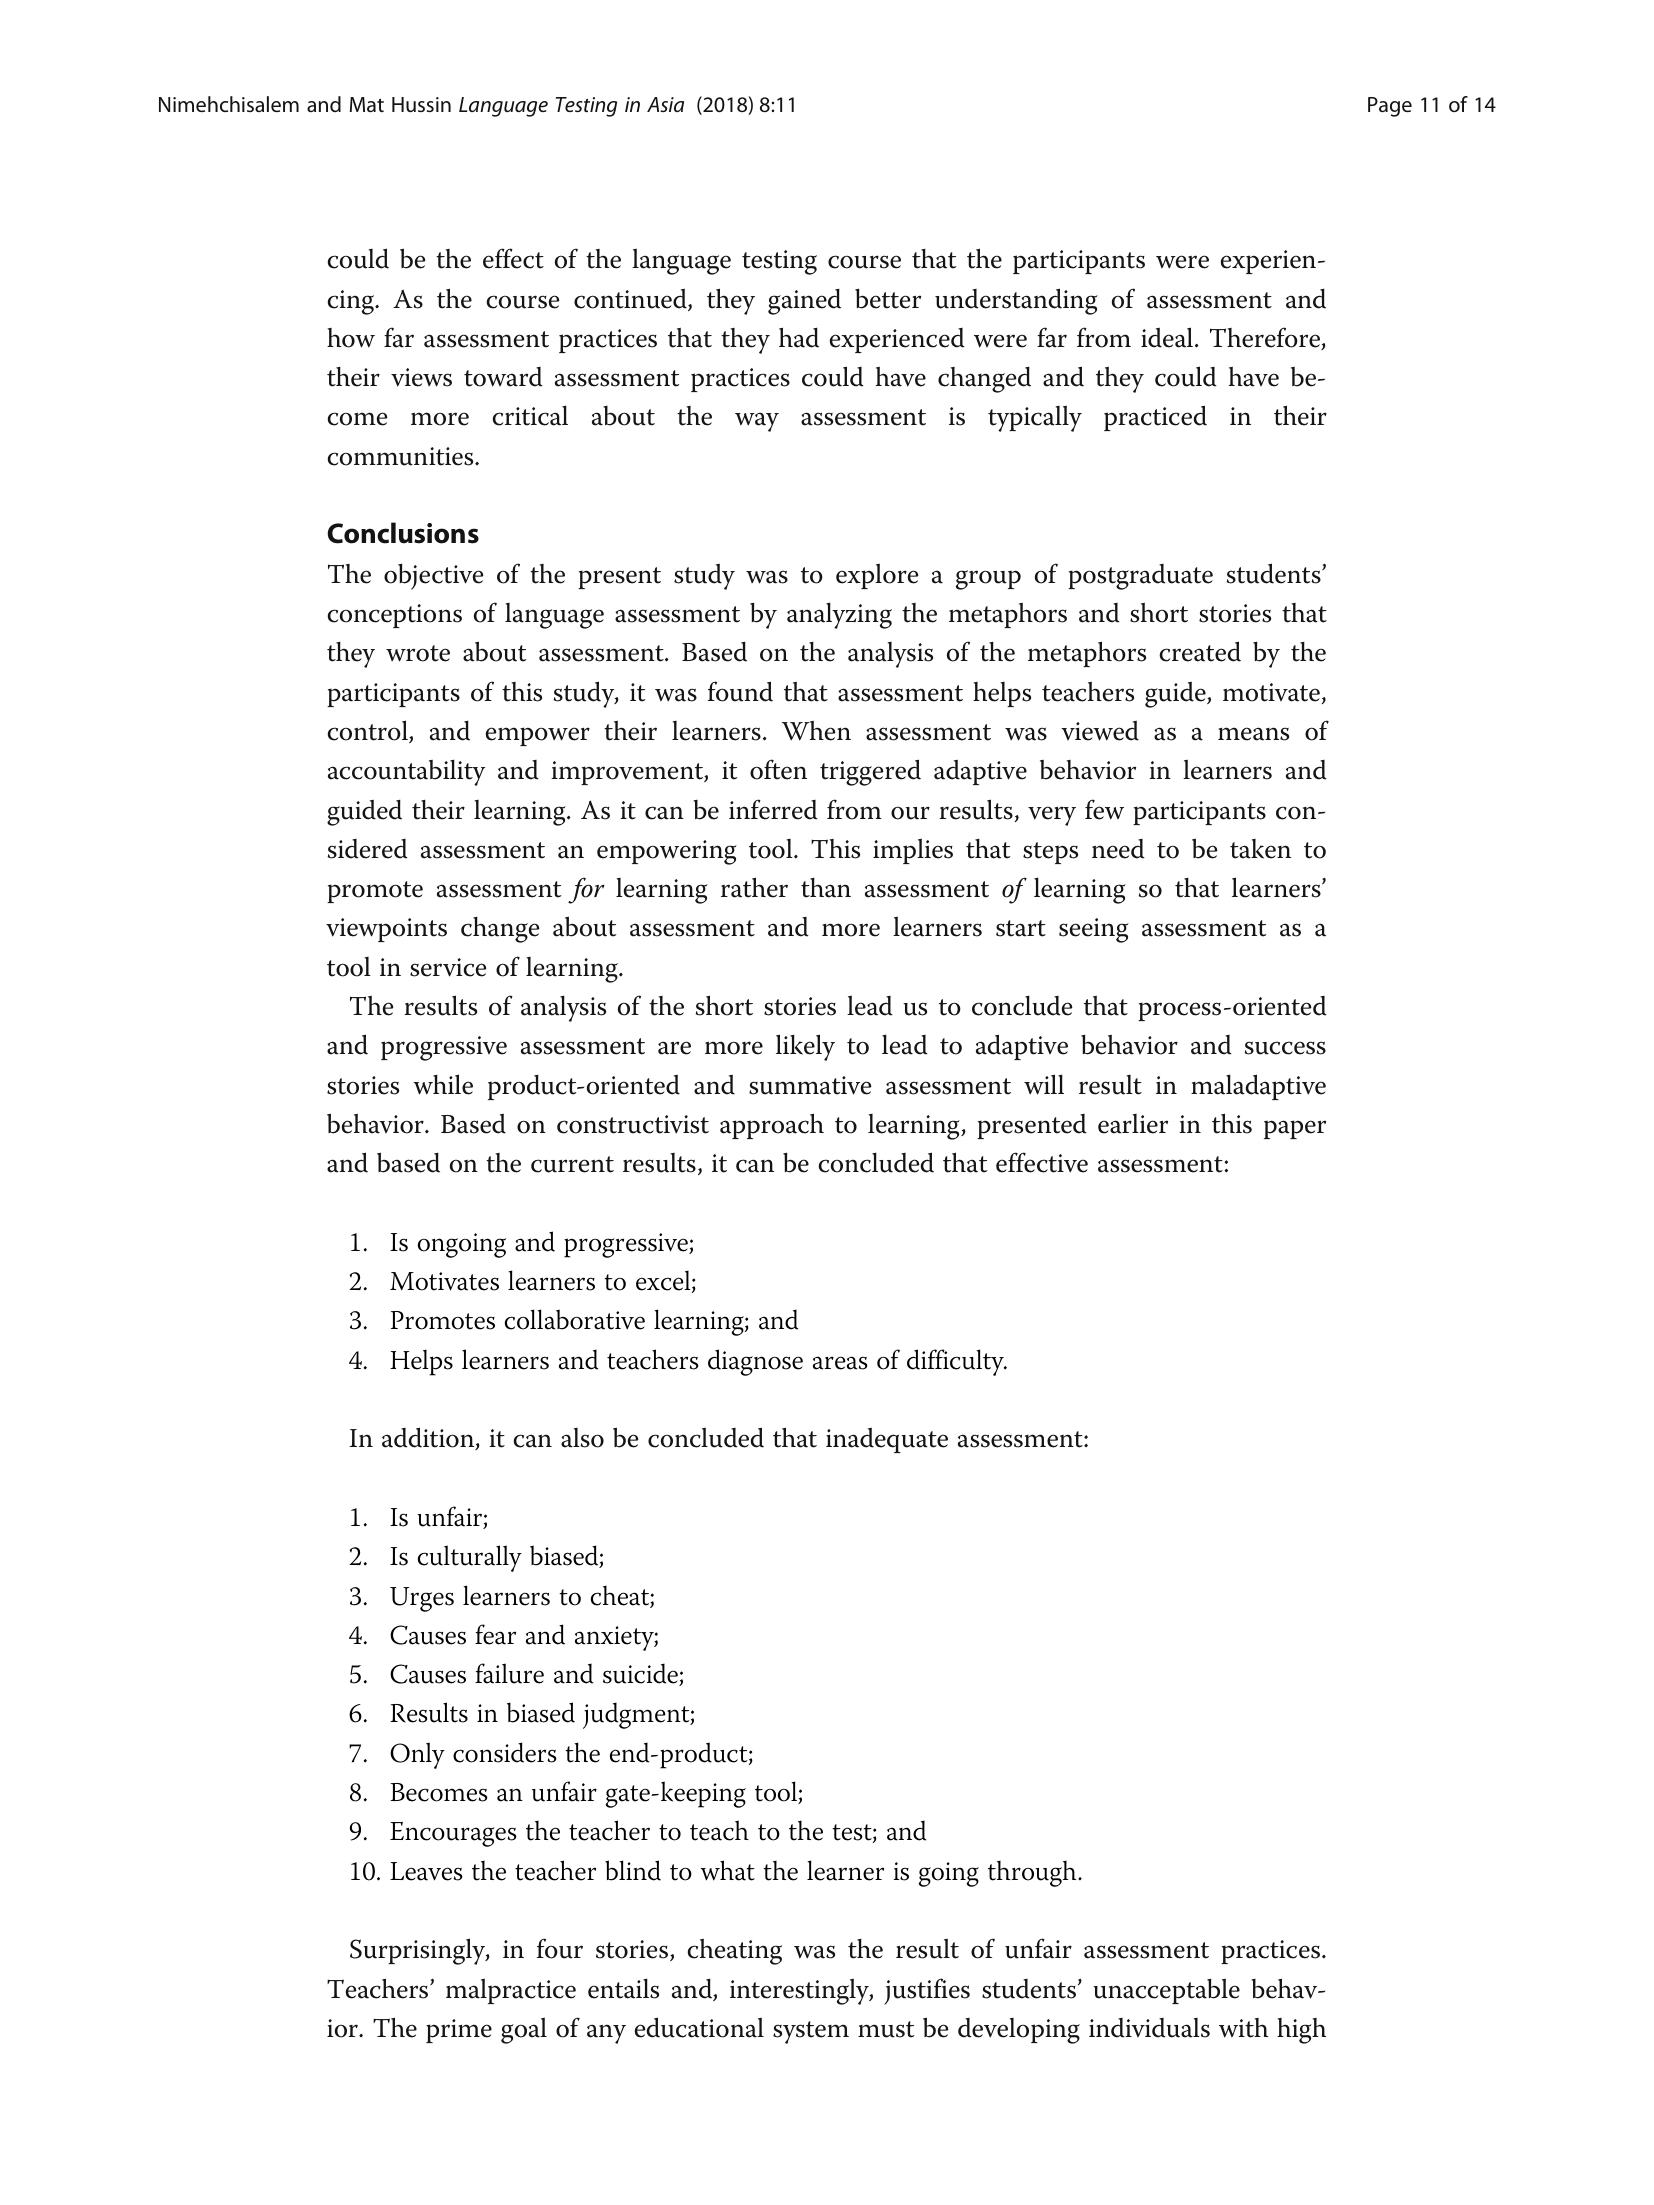 Nimehchisalem and Mat Hussin Language Testing in Asia (2018) 8:11
Page 11 of 14
could be the effect of the language testing course that the participants were experien-
cing. As the course continued, they gained better understanding of assessment and
how far assessment practices that they had experienced were far from ideal. Therefore,
their views toward assessment practices could have changed and they could have be-
come more critical about the way assessment is typically practiced in their
communities.
Conclusions
The objective of the present study was to explore a group of postgraduate students’
conceptions of language assessment by analyzing the metaphors and short stories that
they wrote about assessment. Based on the analysis of the metaphors created by the
participants of this study, it was found that assessment helps teachers guide, motivate,
control, and empower their learners. When assessment was viewed as a means of
accountability and improvement, it often triggered adaptive behavior in learners and
guided their learning. As it can be inferred from our results, very few participants con-
sidered assessment an empowering tool. This implies that steps need to be taken to
promote assessment for learning rather than assessment of learning so that learners’
viewpoints change about assessment and more learners start seeing assessment as a
tool in service of learning.
The results of analysis of the short stories lead us to conclude that process-oriented
and progressive assessment are more likely to lead to adaptive behavior and success
stories while product-oriented and summative assessment will result in maladaptive
behavior. Based on constructivist approach to learning, presented earlier in this paper
and based on the current results, it can be concluded that effective assessment:
1. Is ongoing and progressive;
2. Motivates learners to excel;
3. Promotes collaborative learning; and
4. Helps learners and teachers diagnose areas of difficulty.
In addition, it can also be concluded that inadequate assessment:
1. Is unfair;
2. Is culturally biased;
3. Urges learners to cheat;
4. Causes fear and anxiety;
5. Causes failure and suicide;
6. Results in biased judgment;
7. Only considers the end-product;
8. Becomes an unfair gate-keeping tool;
9. Encourages the teacher to teach to the test; and
10. Leaves the teacher blind to what the learner is going through.
Surprisingly, in four stories, cheating was the result of unfair assessment practices.
Teachers’ malpractice entails and, interestingly, justifies students’ unacceptable behav-
ior. The prime goal of any educational system must be developing individuals with high